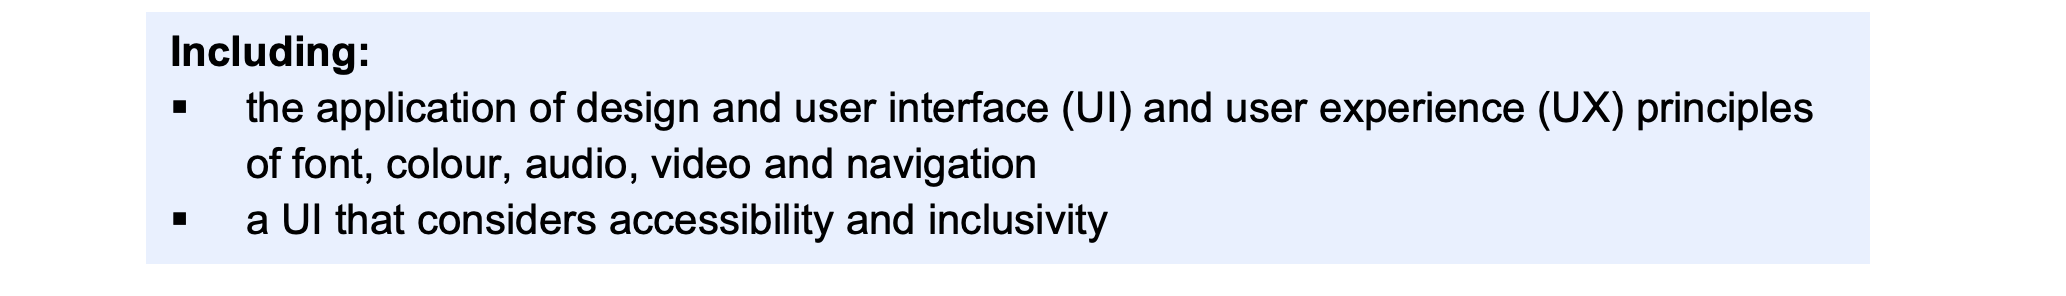 Including:
▪ the application of design and user interface (UI) and user experience (UX) principles
of font, colour, audio, video and navigation
▪ a UI that considers accessibility and inclusivity